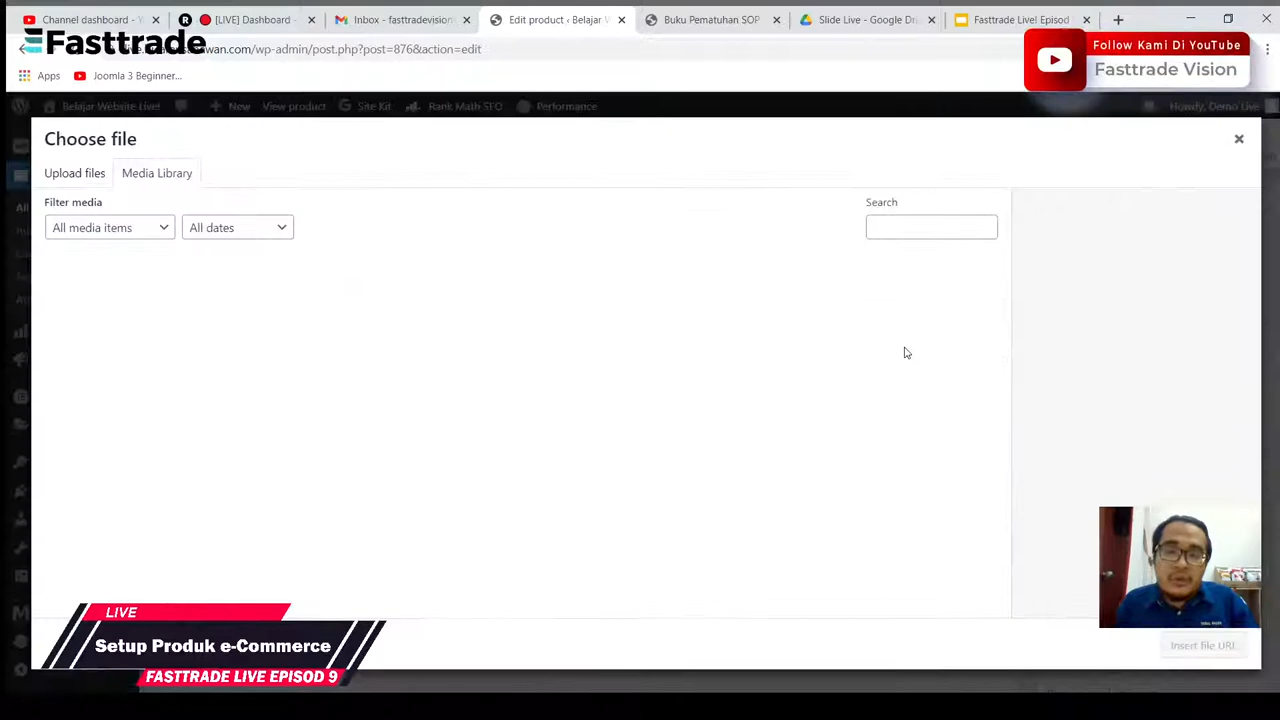 Channel dashboard - Y
[LIVE] Dashboard -
Inbox - fasttradevision
Edit product ‹ Belajar W
Buku Pematuhan SOP
Slide Live - Google Dri
Fasttrade Live! Episod
Fasttrade
wan.com/wp-admin/post.php?post=876&action=edit
Follow Kami Di YouTube
Fasttrade Vision
Apps
Joomla 3 Beginner...
Belajar Website Live!
New
View product
Site Kit
Rank Math SEO
Performance
Howdy, Demo Live
Choose file
Upload files
Media Library
Filter media
Search
All media items
All dates
LIVE
Setup Produk e-Commerce
FASTTRADE LIVE EPISOD 9
Insert file URL